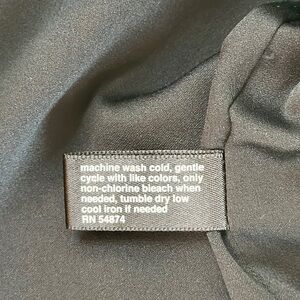 machine wash cold, gentle
cycle with like colors, only
non-chlorine bleach when
needed, tumble dry low
cool iron if needed
RN 54874